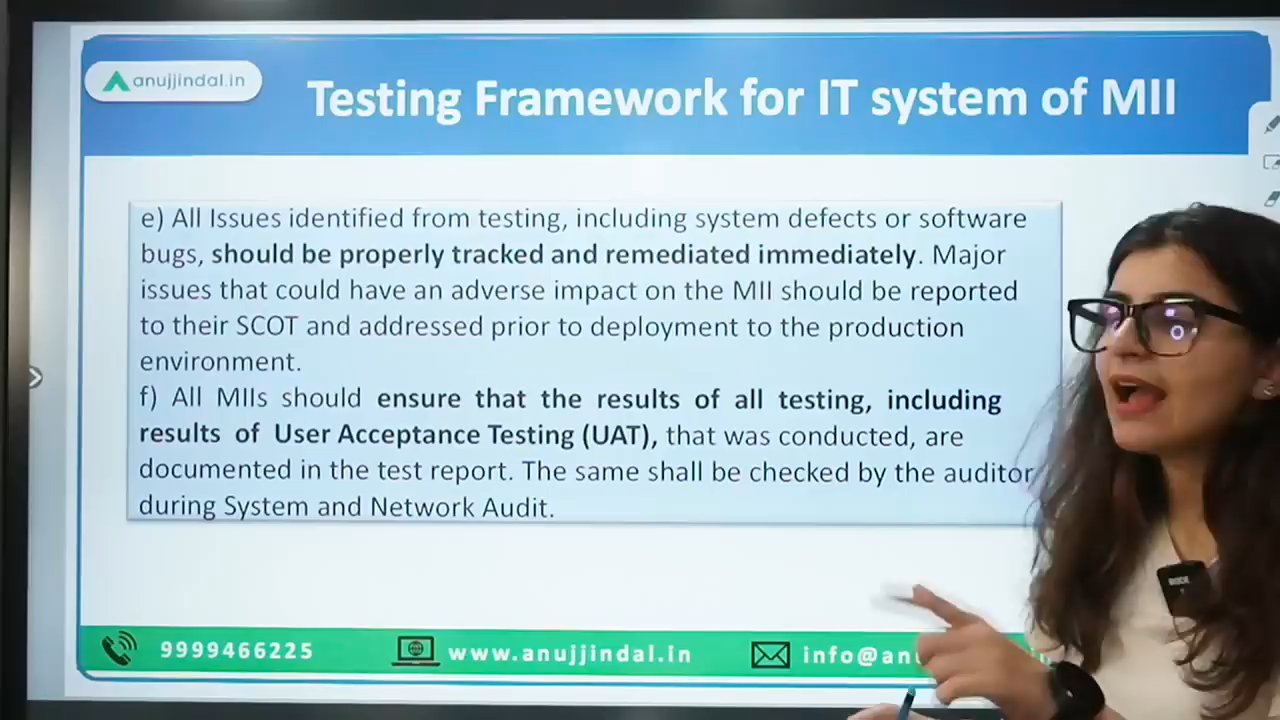 anujjindal.in
Testing Framework for IT system of MII
e) All Issues identified from testing, including system defects or software
bugs, should be properly tracked and remediated immediately. Major
issues that could have an adverse impact on the MII should be reported
to their SCOT and addressed prior to deployment to the production
environment.
f) All MIIs should ensure that the results of all testing, including
results of User Acceptance Testing (UAT), that was conducted, are
documented in the test report. The same shall be checked by the auditor
during System and Network Audit.
RODE
9999466225 www.anujjindal.in info@anu